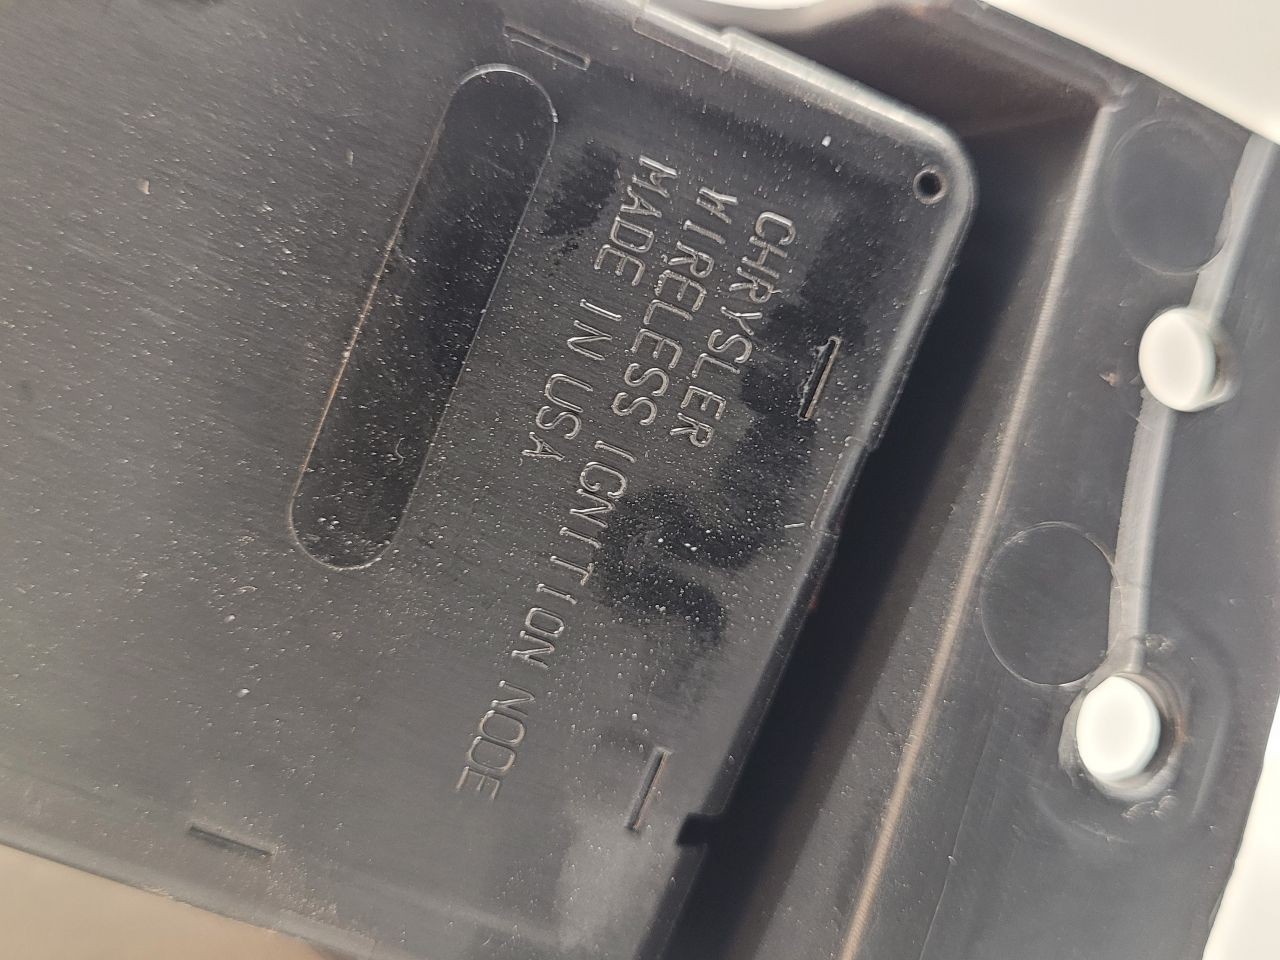 CHRYSLER
WIRELESS IGNITION NODE
MADE IN USA